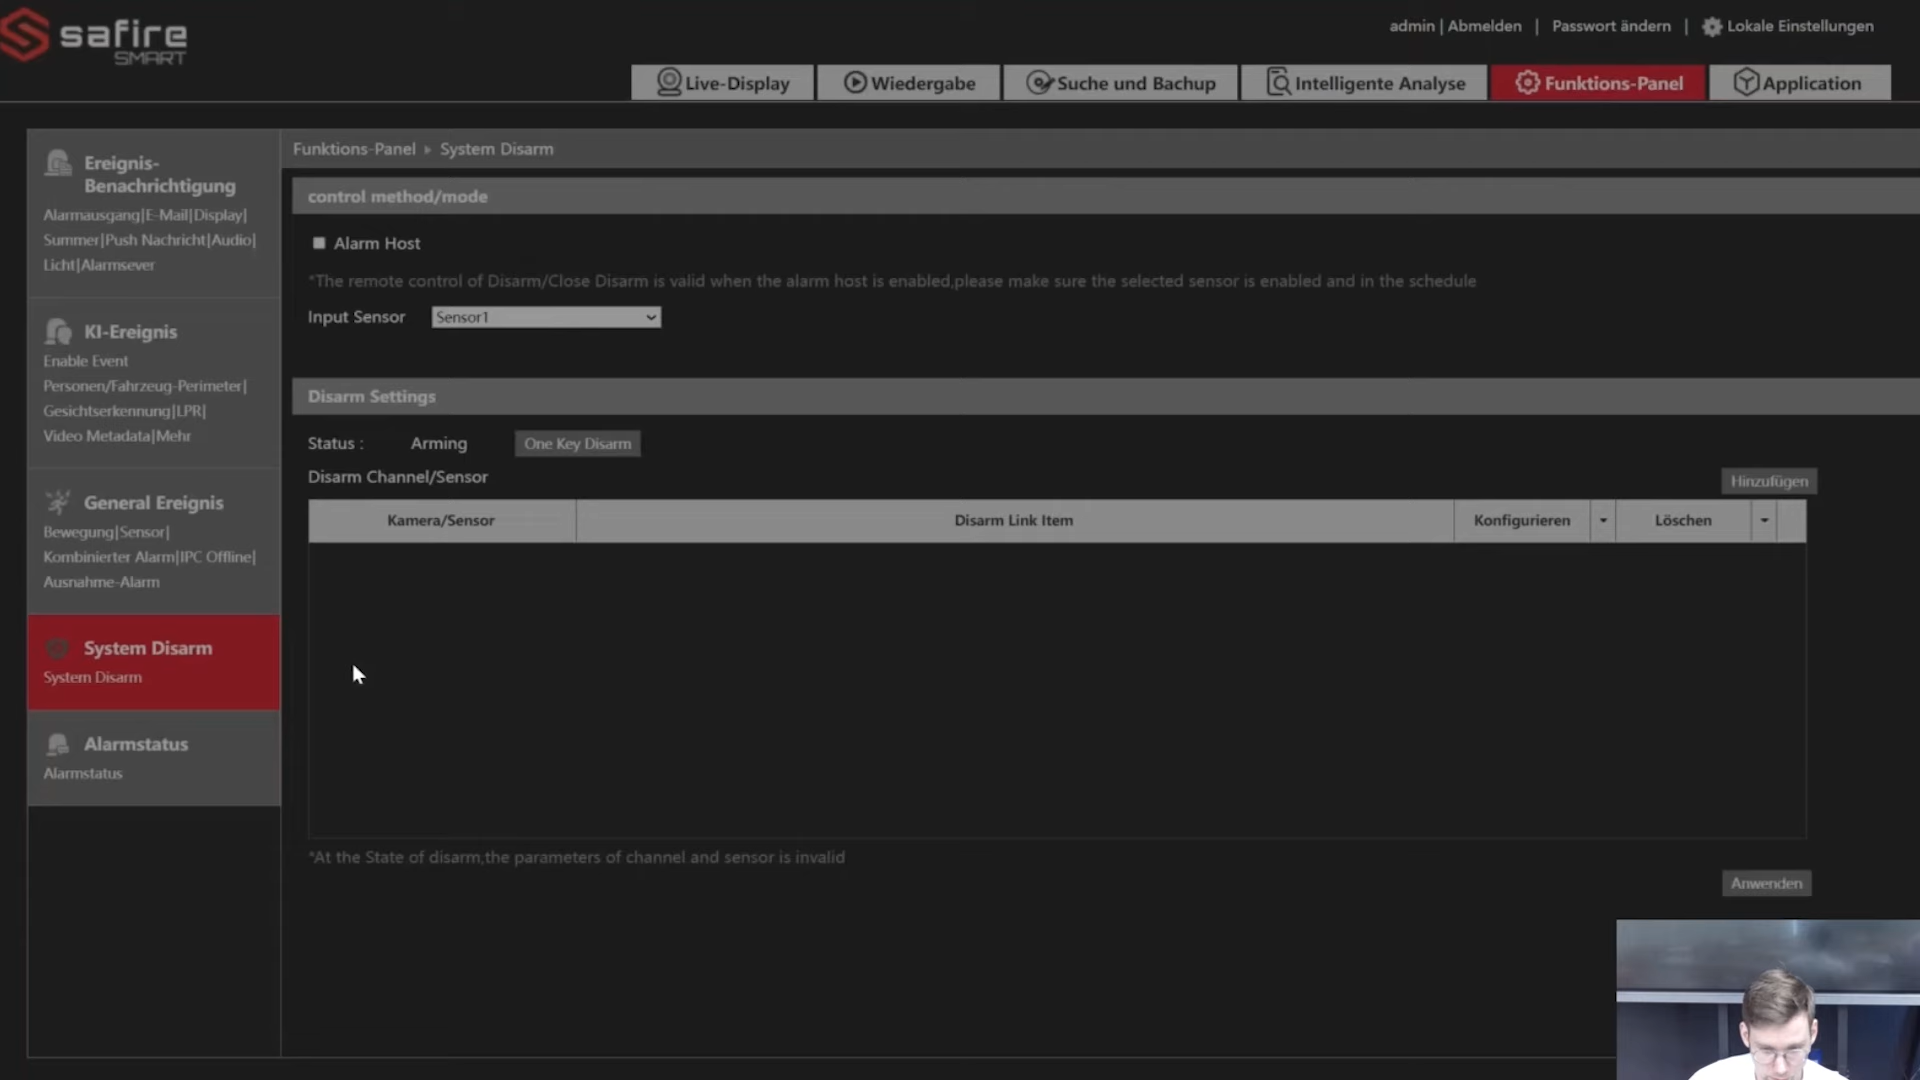 safire
SMART
admin | Abmelden | Passwort ändern | Lokale Einstellungen
Live-Display
Wiedergabe
Suche und Bachup
Intelligente Analyse
Funktions-Panel
Application
Ereignis-
Benachrichtigung
Alarmausgang|E-Mail|Display|
Summer|Push Nachricht|Audio|
Licht|Alarmsever
KI-Ereignis
Enable Event
Personen/Fahrzeug-Perimeter|
Gesichtserkennung|LPR|
Video Metadata|Mehr
General Ereignis
Bewegung|Sensor|
Kombinierter Alarm|IPC Offline|
Ausnahme-Alarm
System Disarm
System Disarm
Alarmstatus
Alarmstatus
Funktions-Panel ▸ System Disarm
control method/mode
Alarm Host
*The remote control of Disarm/Close Disarm is valid when the alarm host is enabled,please make sure the selected sensor is enabled and in the schedule
Input Sensor Sensor1
Disarm Settings
Status : Arming One Key Disarm
Disarm Channel/Sensor
Hinzufügen
Kamera/Sensor Disarm Link Item Konfigurieren Löschen
*At the State of disarm,the parameters of channel and sensor is invalid
Anwenden